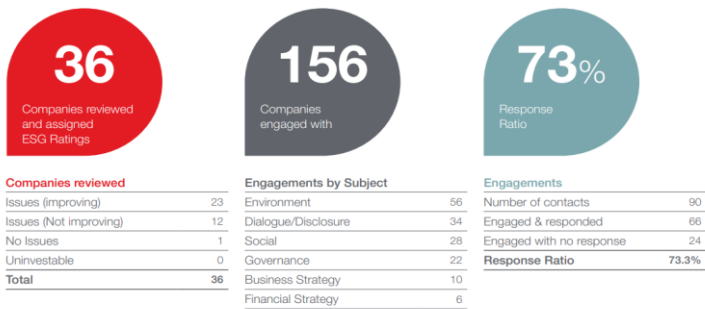 36
Companies reviewed
and assigned
ESG Ratings
156
Companies
engaged with
73%
Response
Ratio
Companies reviewed
Issues (improving) 23
Issues (Not improving) 12
No Issues 1
Uninvestable 0
Total 36
Engagements by Subject
Environment 56
Dialogue/Disclosure 34
Social 28
Governance 22
Business Strategy 10
Financial Strategy 6
Engagements
Number of contacts 90
Engaged & responded 66
Engaged with no response 24
Response Ratio 73.3%